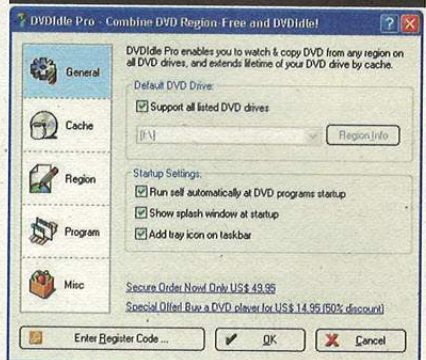 DVDIdle Pro - Combine DVD Region-Free and DVDIdle!
DVDIdle Pro enables you to watch & copy DVD from any region on
all DVD drives, and extends lifetime of your DVD drive by cache.
General
Cache
Region
Program
Misc
Default DVD Drive:
Support all listed DVD drives
[I:\]
Region Info
Startup Settings:
Run self automatically at DVD programs startup
Show splash window at startup
Add tray icon on taskbar
Secure Order Now! Only US$ 49.95
Special Offer! Buy a DVD player for US$ 14.95 (50% discount)
Enter Register Code ...
OK
Cancel